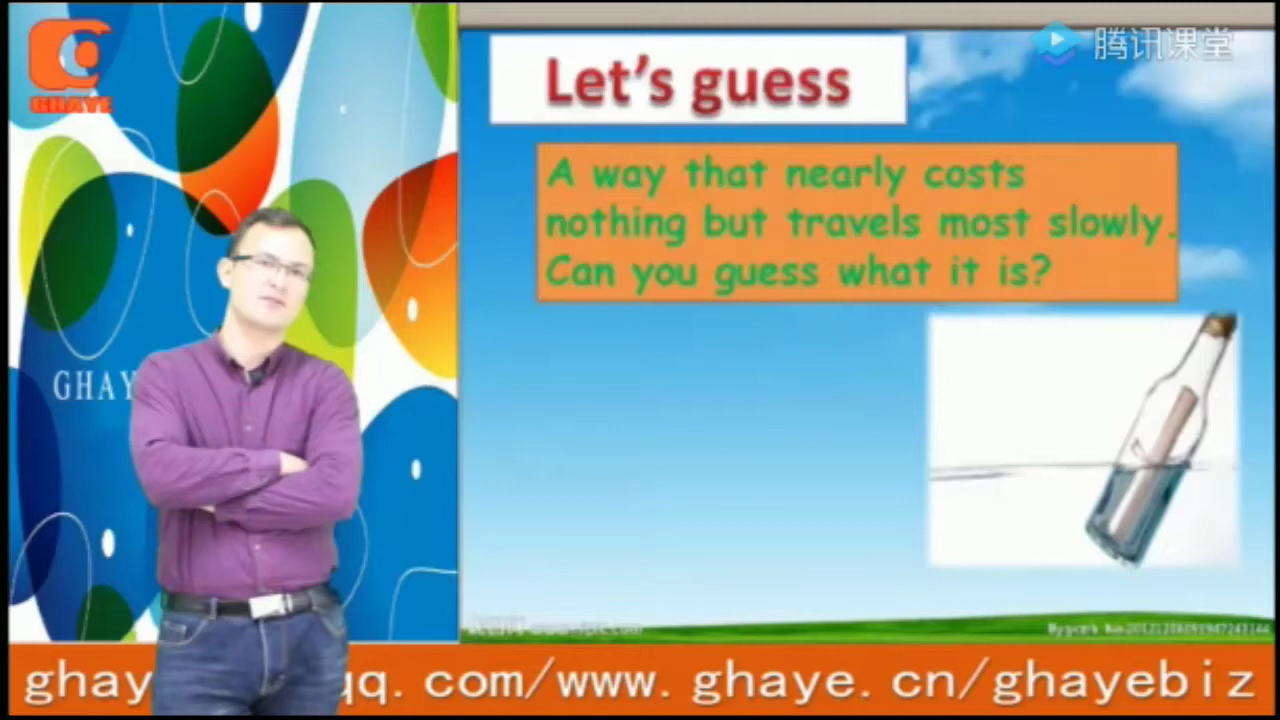 GHAYE
腾讯课堂
Let's guess
A way that nearly costs
nothing but travels most slowly.
Can you guess what it is?
GHAY
ghay qq. com/www. ghaye. cn/ghayebiz